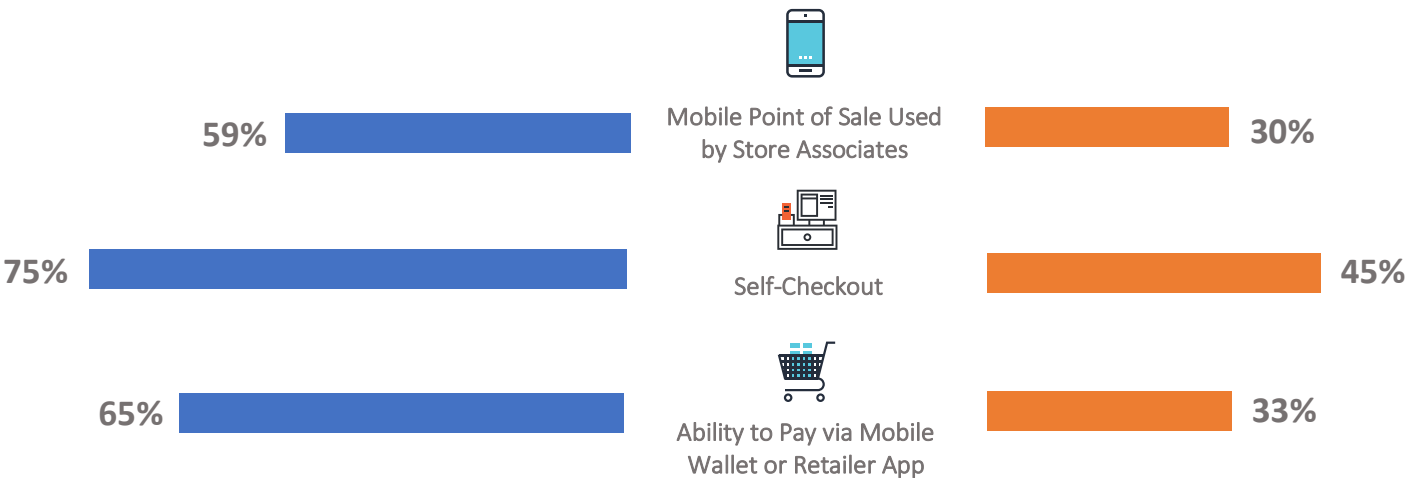 59%
Mobile Point of Sale Used
by Store Associates
30%
75%
Self-Checkout
45%
65%
Ability to Pay via Mobile
Wallet or Retailer App
33%